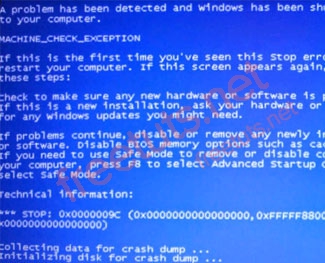 A problem has been detected and Windows has been shu
to your computer.
MACHINE_CHECK_EXCEPTION
If this is the first time you've seen this Stop erro
restart your computer. If this screen appears again,
these steps:
Check to make sure any new hardware or software is p
If this is a new installation, ask your hardware or
for any Windows updates you might need.
If problems continue, disable or remove any newly in
or software. Disable BIOS memory options such as cac
If you need to use Safe Mode to remove or disable co
your computer, press F8 to select Advanced Startup O
select Safe Mode.
Technical information:
*** STOP: 0x0000009C (0x0000000000000000,0xFFFFF880
0x0000000000000000)
Collecting data for crash dump ...
Initializing disk for crash dump ...